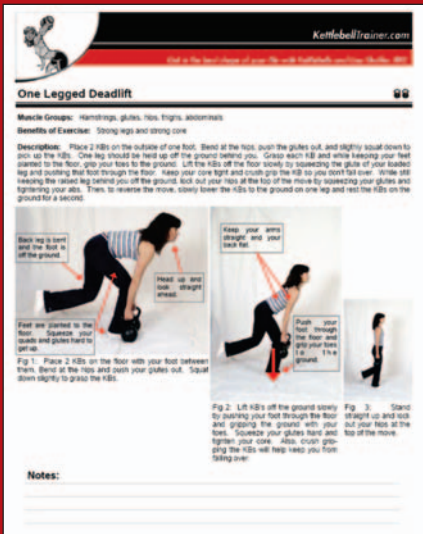 KettlebellTrainer.com
One Legged Deadlift
Muscle Groups: Hamstrings, glutes, hips, thighs, abdominals
Benefits of Exercise: Strong legs and strong core
Description: Place 2 KBs on the outside of one foot. Bend at the hips, push the glutes out, and slightly squat down to
pick up the KBs. One leg should be held up off the ground behind you. Grasp each KB and while keeping your feet
planted to the floor, grip your toes to the ground. Lift the KBs off the floor slowly by squeezing the glute of your loaded
leg and pushing that foot through the floor. Keep your core tight and crush grip the KB so you don't fall over. While still
keeping the raised leg behind you off the ground, lock out your hips at the top of the move by squeezing your glutes and
tightening your abs. Then, to reverse the move, slowly lower the KBs to the ground on one leg and rest the KBs on the
ground for a second.
Back leg is bent
and the foot is
off the ground.
Head up and
look straight
ahead.
Feet are planted to the
floor. Squeeze your
quads and glutes hard to
get up.
Fig 1: Place 2 KBs on the floor with your foot between
them. Bend at the hips and push your glutes out. Squat
down slightly to grasp the KBs.
Keep your arms
straight and your
back flat.
Push your
foot through
the floor and
grip your toes
to the
ground.
Fig 2: Lift KB's off the ground slowly
by pushing your foot through the floor
and gripping the ground with your
toes. Squeeze your glutes hard and
tighten your core. Also, crush grip-
ping the KBs will help keep you from
falling over.
Fig 3: Stand
straight up and lock
out your hips at the
top of the move.
Notes: